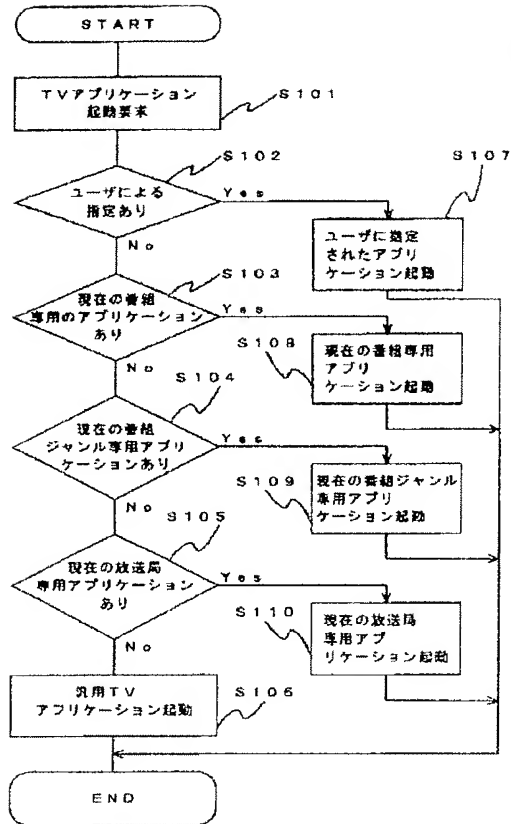 START
TVアプリケーション
起動要求
S101
S102
ユーザによる
指定あり
Yes
No
S107
ユーザに指定
されたアプリ
ケーション起動
S103
現在の番組
専用のアプリケーション
あり
Yes
No
S108
現在の番組専用
アプリ
ケーション起動
S104
現在の番組
ジャンル専用アプリ
ケーションあり
Yes
No
S109
現在の番組ジャンル
専用アプリ
ケーション起動
S105
現在の放送局
専用アプリケーション
あり
Yes
No
S110
現在の放送局
専用アプ
リケーション起動
汎用TV
アプリケーション起動
S106
END